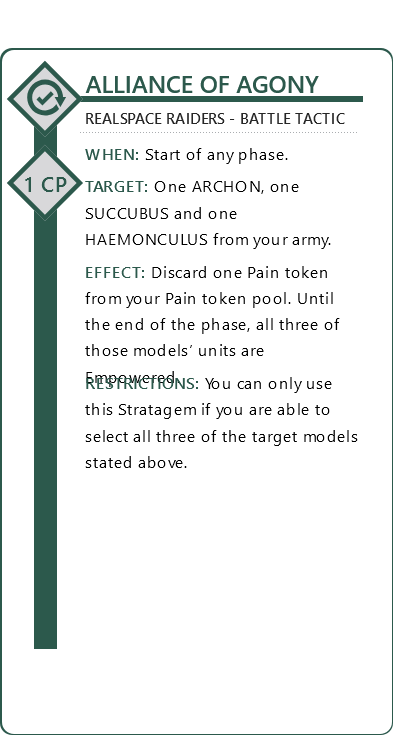 ALLIANCE OF AGONY
REALSPACE RAIDERS - BATTLE TACTIC
1 CP
WHEN: Start of any phase.
TARGET: One ARCHON, one
SUCCUBUS and one
HAEMONCULUS from your army.
EFFECT: Discard one Pain token
from your Pain token pool. Until
the end of the phase, all three of
those models’ units are
Empowered.
RESTRICTIONS: You can only use
this Stratagem if you are able to
select all three of the target models
stated above.